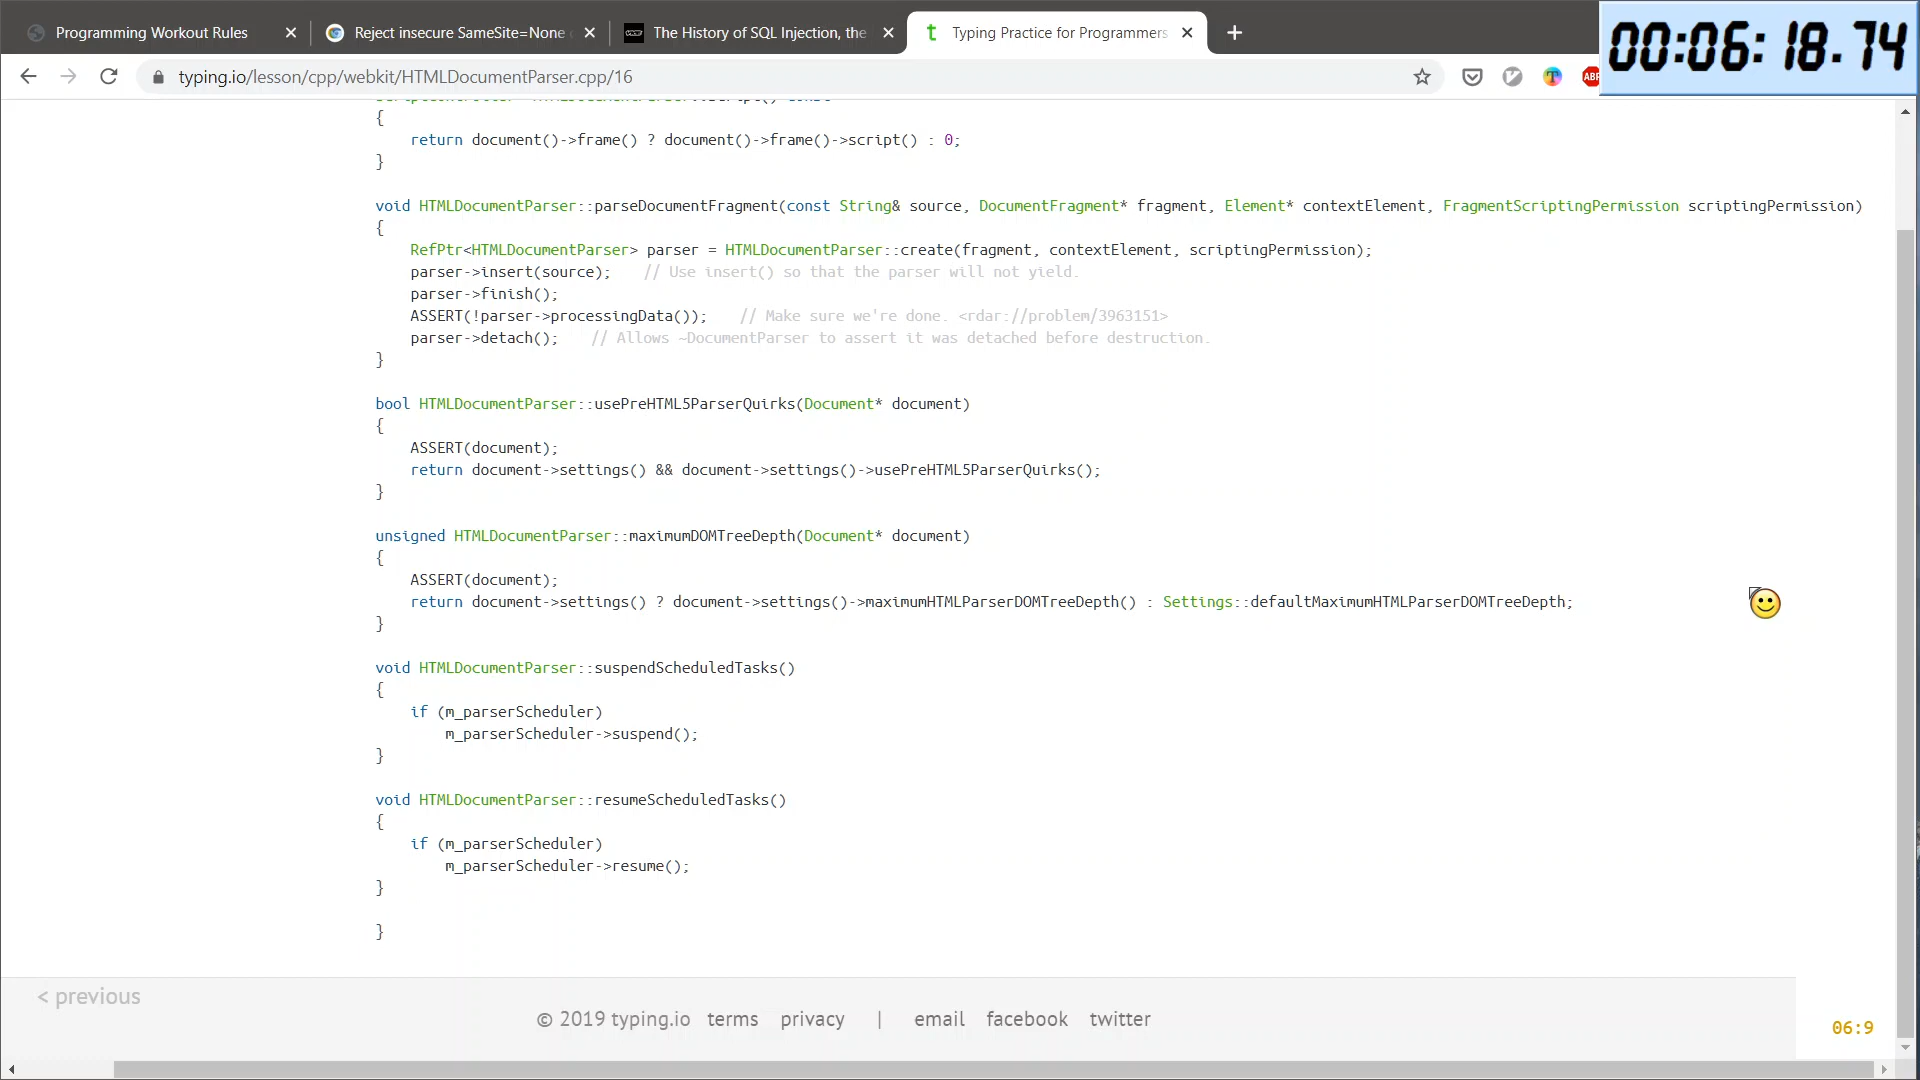 Programming Workout Rules
Reject insecure SameSite=None
The History of SQL Injection, the
Typing Practice for Programmers
00:06:18.74
typing.io/lesson/cpp/webkit/HTMLDocumentParser.cpp/16
ABP
{
return document()->frame() ? document()->frame()->script() : 0;
}
void HTMLDocumentParser::parseDocumentFragment(const String& source, DocumentFragment* fragment, Element* contextElement, FragmentScriptingPermission scriptingPermission)
{
RefPtr<HTMLDocumentParser> parser = HTMLDocumentParser::create(fragment, contextElement, scriptingPermission);
parser->insert(source); // Use insert() so that the parser will not yield.
parser->finish();
ASSERT(!parser->processingData()); // Make sure we're done. <rdar://problem/3963151>
parser->detach(); // Allows ~DocumentParser to assert it was detached before destruction.
}
bool HTMLDocumentParser::usePreHTML5ParserQuirks(Document* document)
{
ASSERT(document);
return document->settings() && document->settings()->usePreHTML5ParserQuirks();
}
unsigned HTMLDocumentParser::maximumDOMTreeDepth(Document* document)
{
ASSERT(document);
return document->settings() ? document->settings()->maximumHTMLParserDOMTreeDepth() : Settings::defaultMaximumHTMLParserDOMTreeDepth;
}
void HTMLDocumentParser::suspendScheduledTasks()
{
if (m_parserScheduler)
m_parserScheduler->suspend();
}
void HTMLDocumentParser::resumeScheduledTasks()
{
if (m_parserScheduler)
m_parserScheduler->resume();
}
}
< previous
© 2019 typing.io terms privacy | email facebook twitter
06:9